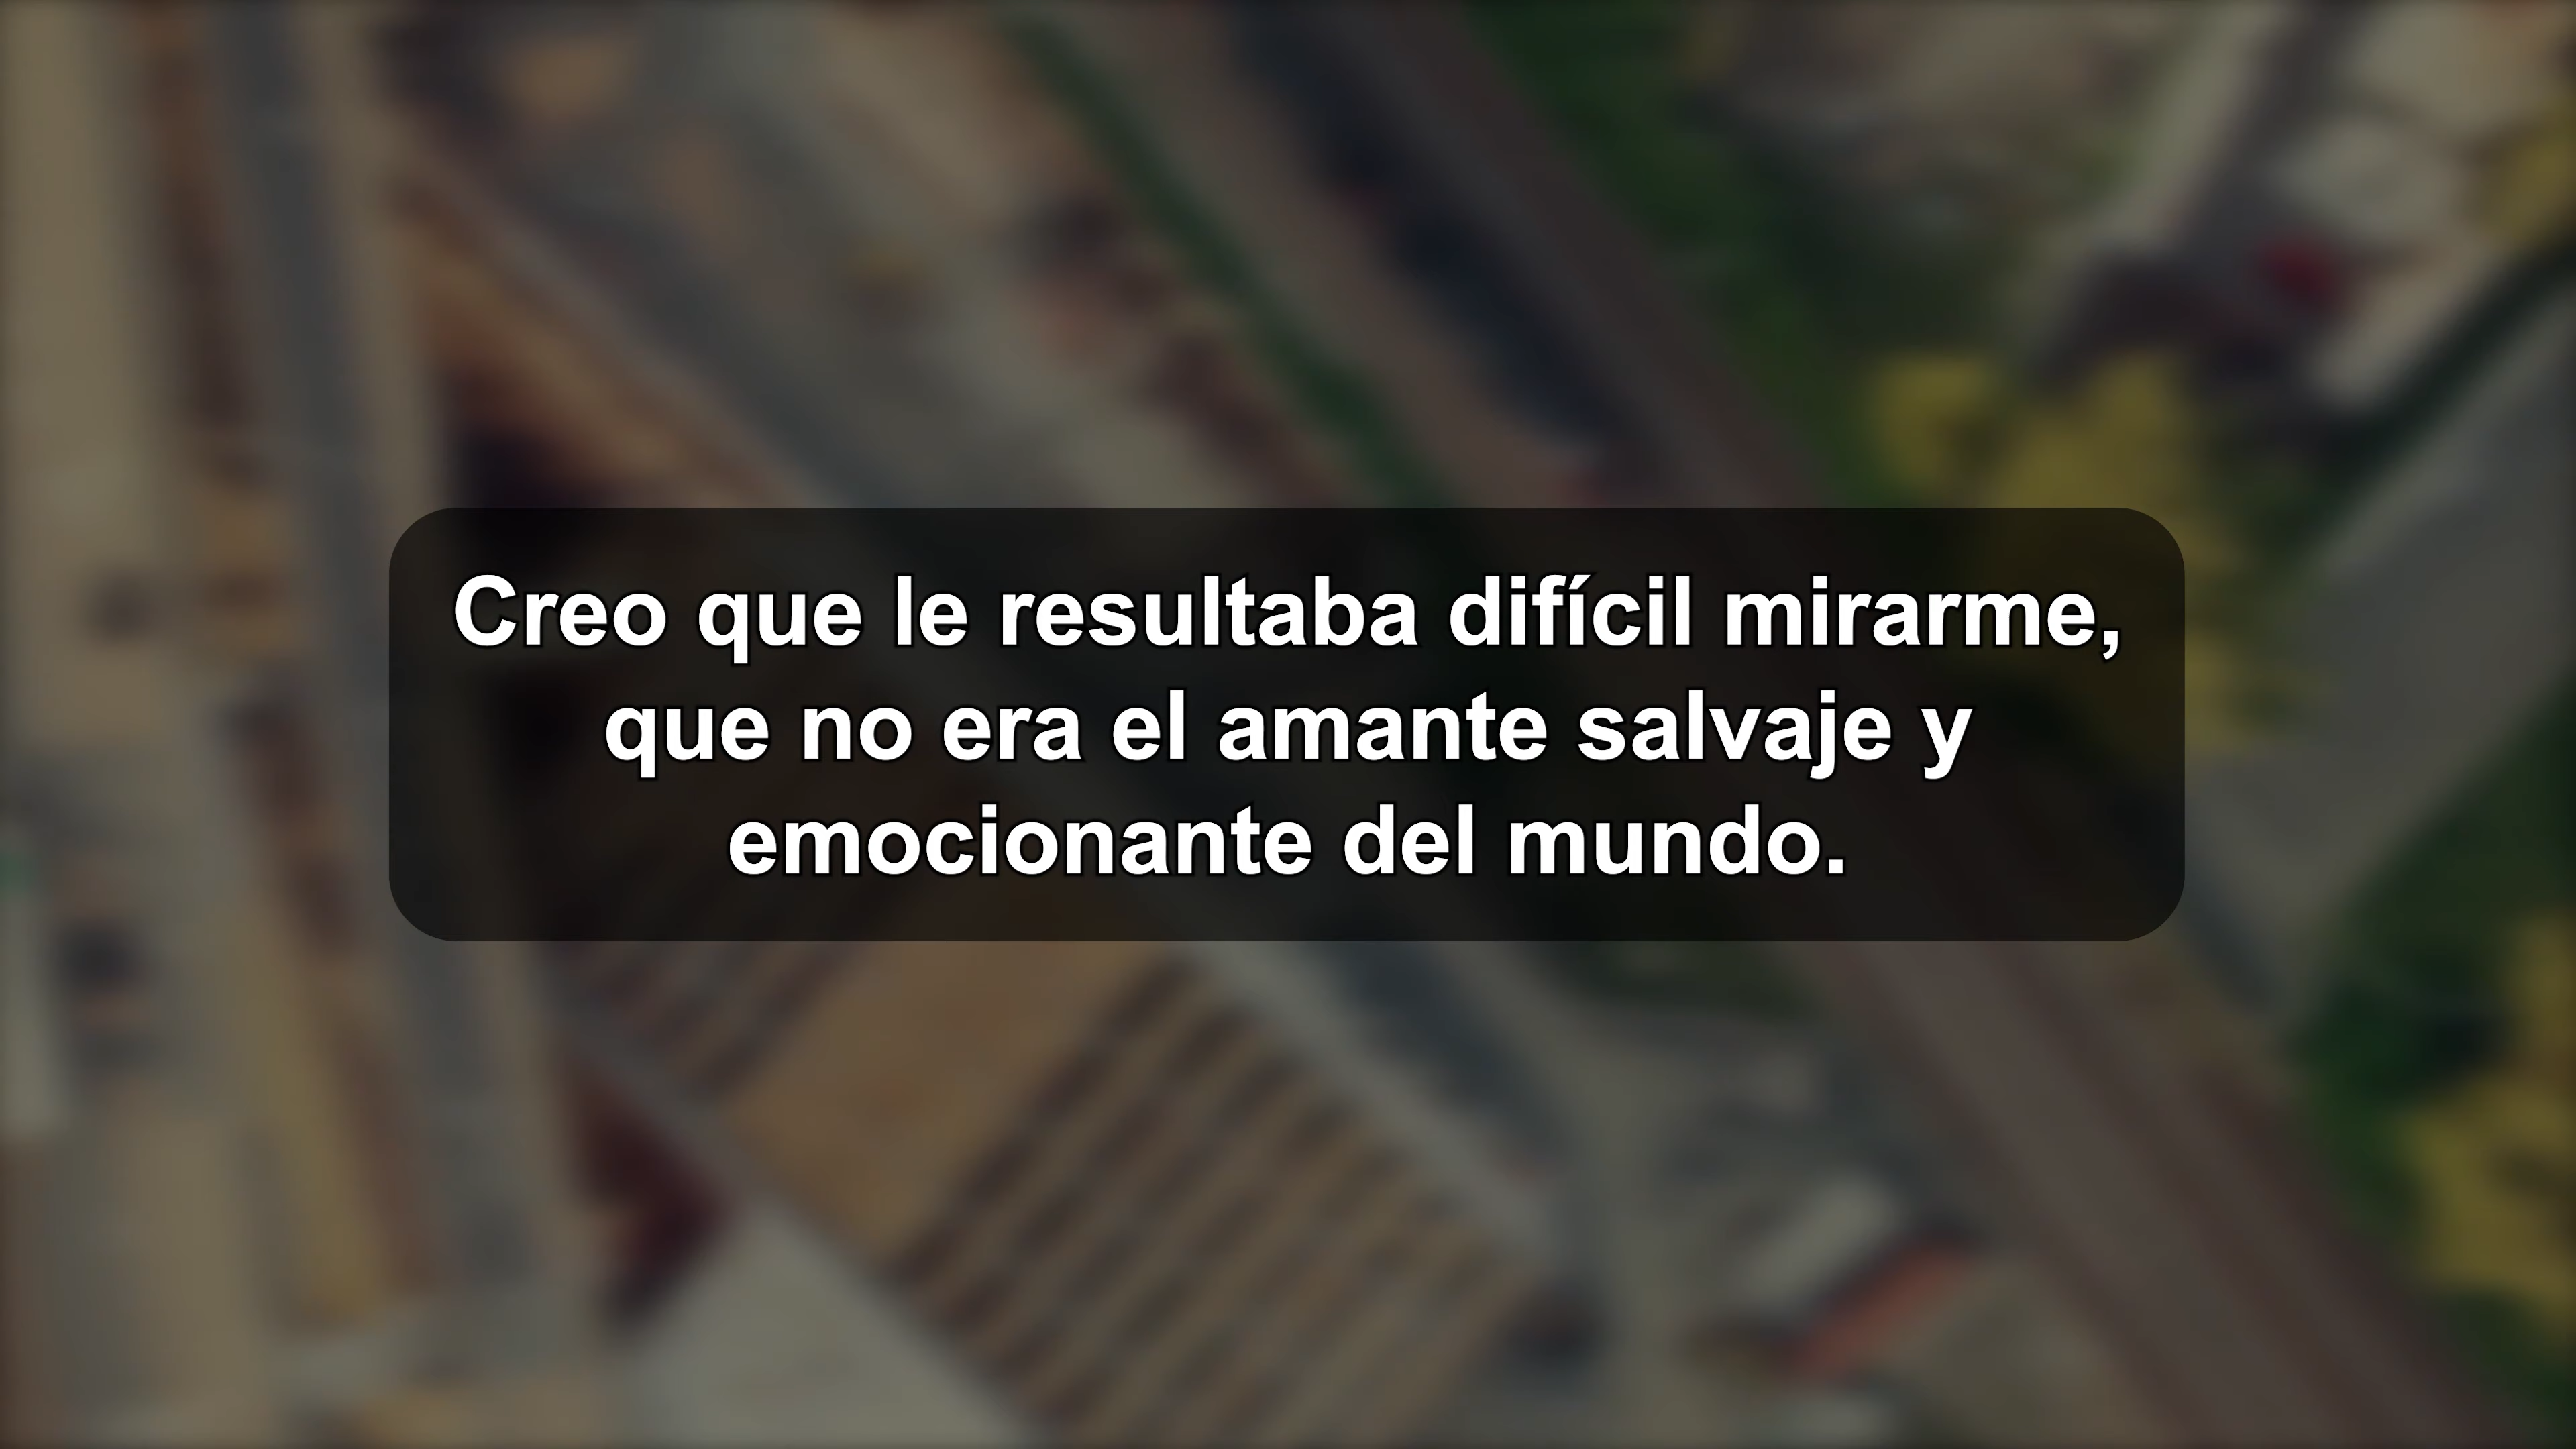 Creo que le resultaba difícil mirarme,
que no era el amante salvaje y
emocionante del mundo.